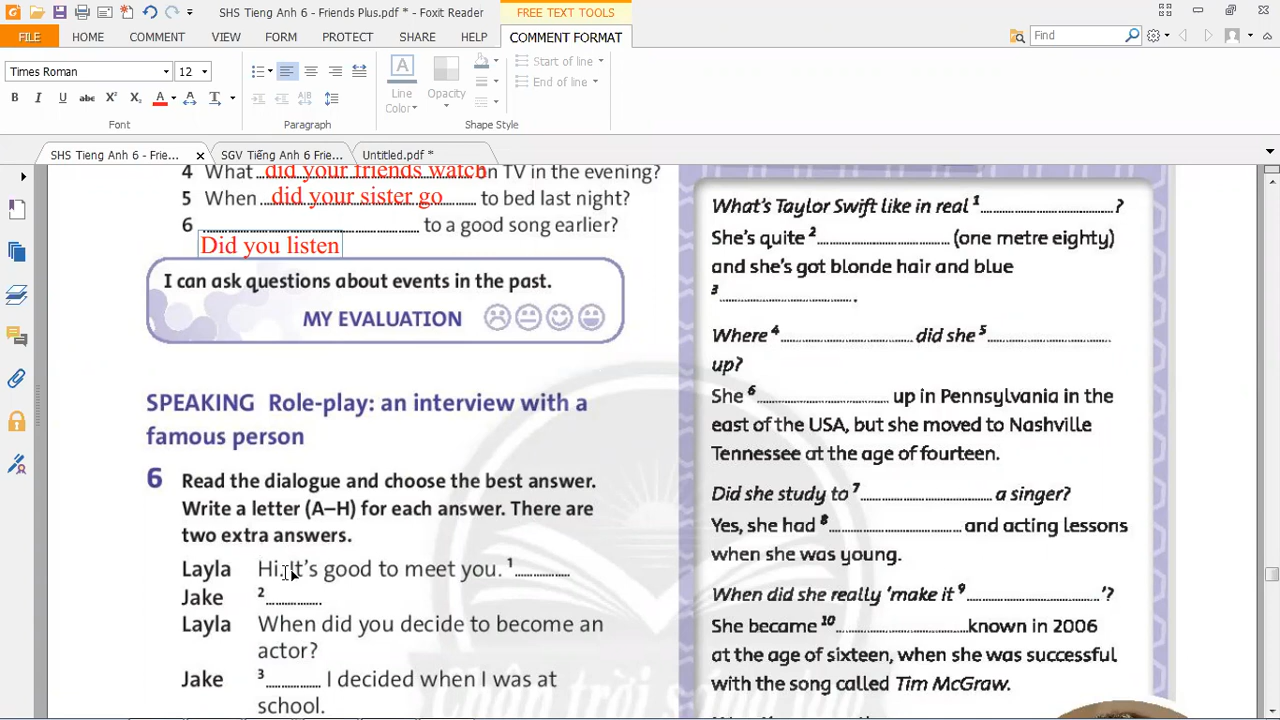 SHS Tieng Anh 6 - Friends Plus.pdf * - Foxit Reader
FREE TEXT TOOLS
FILE HOME COMMENT VIEW FORM PROTECT SHARE HELP COMMENT FORMAT
Find
Times Roman 12
Line Color
Opacity
Start of line
End of line
Font Paragraph Shape Style
SHS Tieng Anh 6 - Frie... SGV Tiếng Anh 6 Frie... Untitled.pdf *
4 What did your friends watch on TV in the evening?
5 When did your sister go to bed last night?
6 ........................ to a good song earlier?
Did you listen
I can ask questions about events in the past.
MY EVALUATION
SPEAKING Role-play: an interview with a
famous person
6 Read the dialogue and choose the best answer.
Write a letter (A–H) for each answer. There are
two extra answers.
Layla Hi. It's good to meet you. 1 ............
Jake 2 ............
Layla When did you decide to become an
actor?
Jake 3 ............ I decided when I was at
school.
What's Taylor Swift like in real 1 ........................ ?
She's quite 2 ........................ (one metre eighty)
and she's got blonde hair and blue
3 ........................ .
Where 4 ........................ did she 5 ........................
up?
She 6 ........................ up in Pennsylvania in the
east of the USA, but she moved to Nashville
Tennessee at the age of fourteen.
Did she study to 7 ........................ a singer?
Yes, she had 8 ........................ and acting lessons
when she was young.
When did she really 'make it 9 ........................ '?
She became 10 ........................ known in 2006
at the age of sixteen, when she was successful
with the song called Tim McGraw.